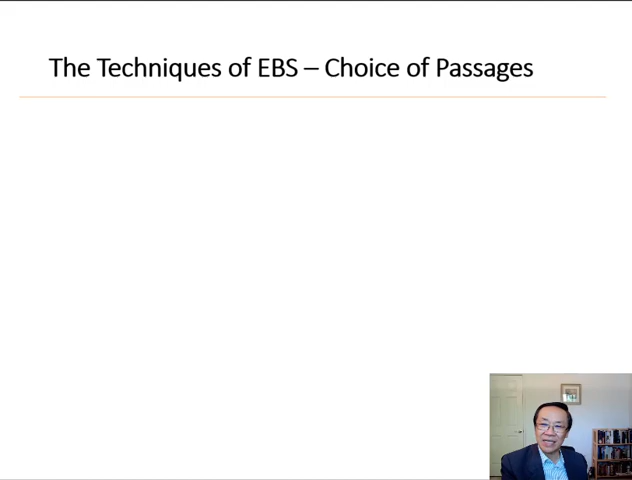 The Techniques of EBS – Choice of Passages